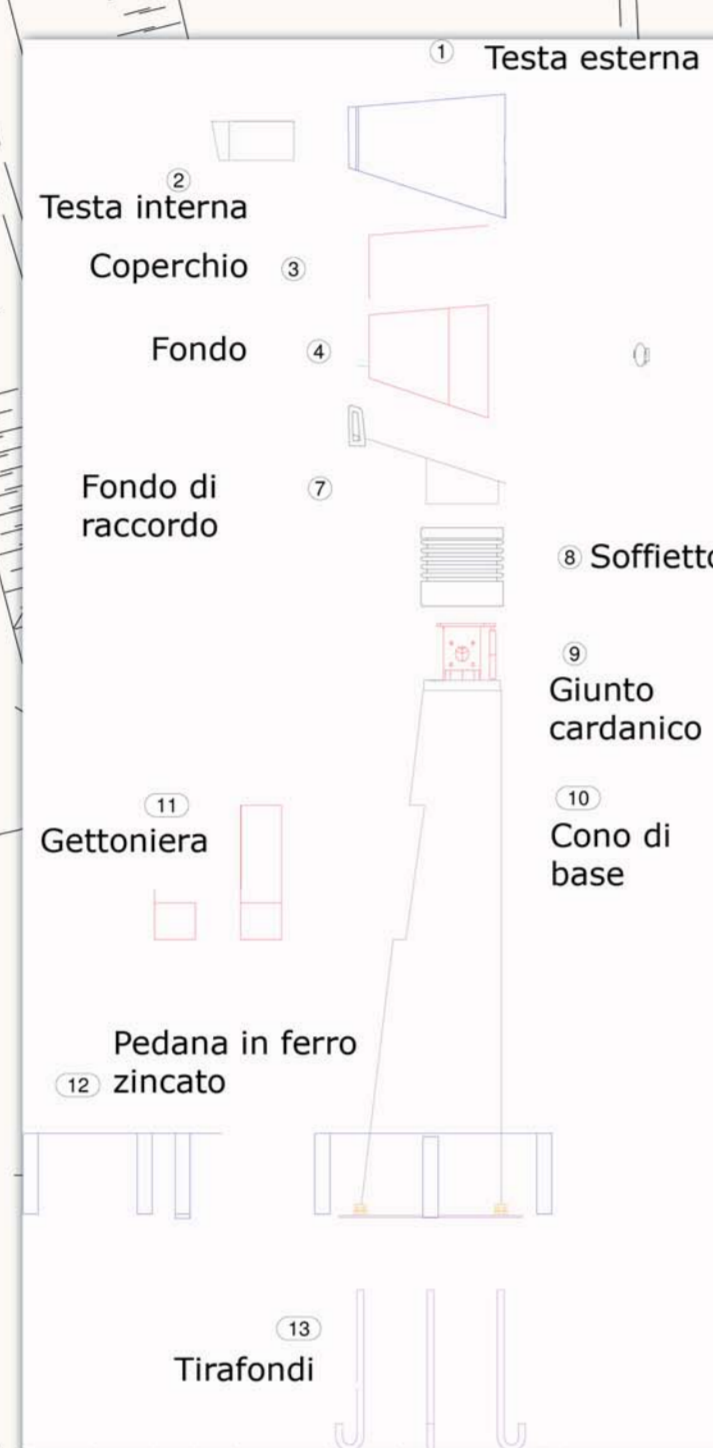 1 Testa esterna
2
Testa interna
Coperchio 3
Fondo 4
Fondo di
raccordo
7
8 Soffietto
9
Giunto
cardanico
10
Cono di
base
11
Gettoniera
Pedana in ferro
12 zincato
13
Tirafondi